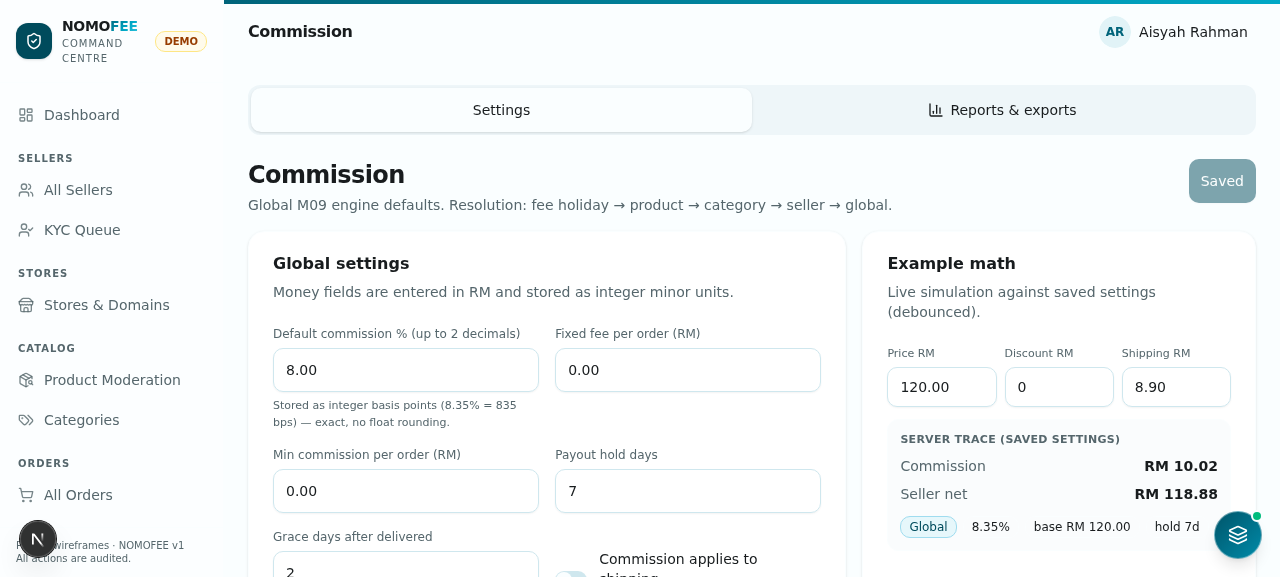 NOMOFEE
COMMAND
CENTRE
DEMO
Dashboard
SELLERS
All Sellers
KYC Queue
STORES
Stores & Domains
CATALOG
Product Moderation
Categories
ORDERS
All Orders
wireframes · NOMOFEE v1
All actions are audited.
N
Commission
AR
Aisyah Rahman
Settings
Reports & exports
Commission
Saved
Global M09 engine defaults. Resolution: fee holiday → product → category → seller → global.
Global settings
Money fields are entered in RM and stored as integer minor units.
Default commission % (up to 2 decimals)
Fixed fee per order (RM)
8.00
0.00
Stored as integer basis points (8.35% = 835
bps) — exact, no float rounding.
Min commission per order (RM)
Payout hold days
0.00
7
Grace days after delivered
2
Commission applies to
shipping
Example math
Live simulation against saved settings
(debounced).
Price RM
Discount RM
Shipping RM
120.00
0
8.90
SERVER TRACE (SAVED SETTINGS)
Commission
RM 10.02
Seller net
RM 118.88
Global
8.35%
base RM 120.00
hold 7d